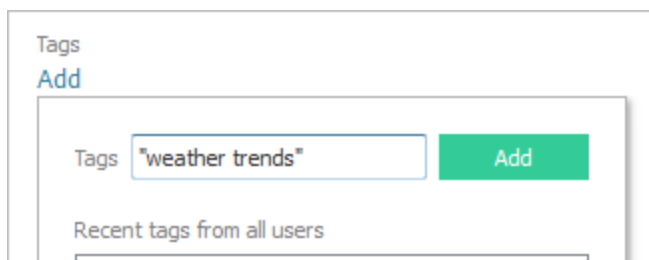 Tags
Add
Tags "weather trends" Add
Recent tags from all users